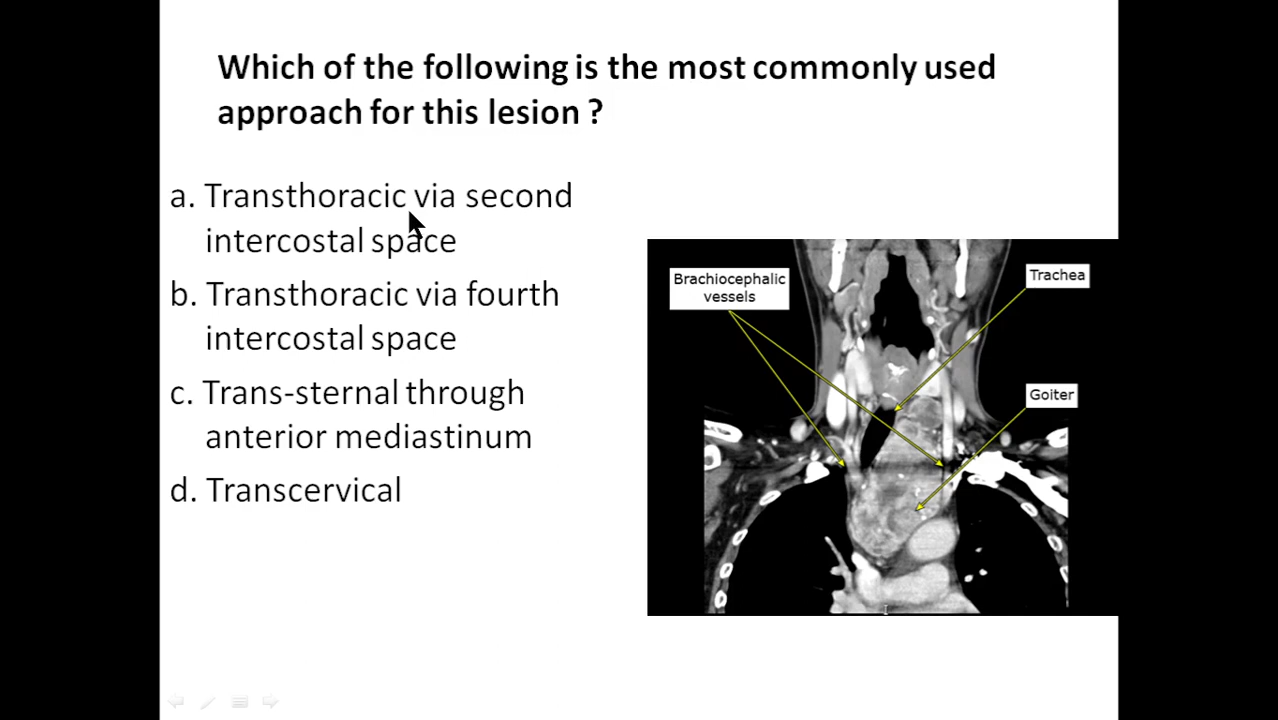 Which of the following is the most commonly used
approach for this lesion ?
a. Transthoracic via second
intercostal space
b. Transthoracic via fourth
intercostal space
c. Trans-sternal through
anterior mediastinum
d. Transcervical
Brachiocephalic
vessels
Trachea
Goiter